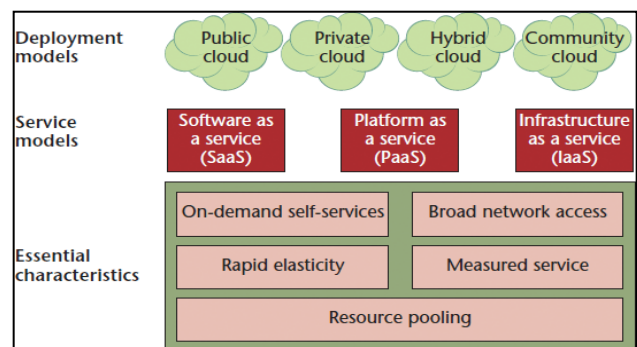 Deployment models
Public cloud
Private cloud
Hybrid cloud
Community cloud
Service models
Software as a service (SaaS)
Platform as a service (PaaS)
Infrastructure as a service (IaaS)
Essential characteristics
On-demand self-services
Broad network access
Rapid elasticity
Measured service
Resource pooling